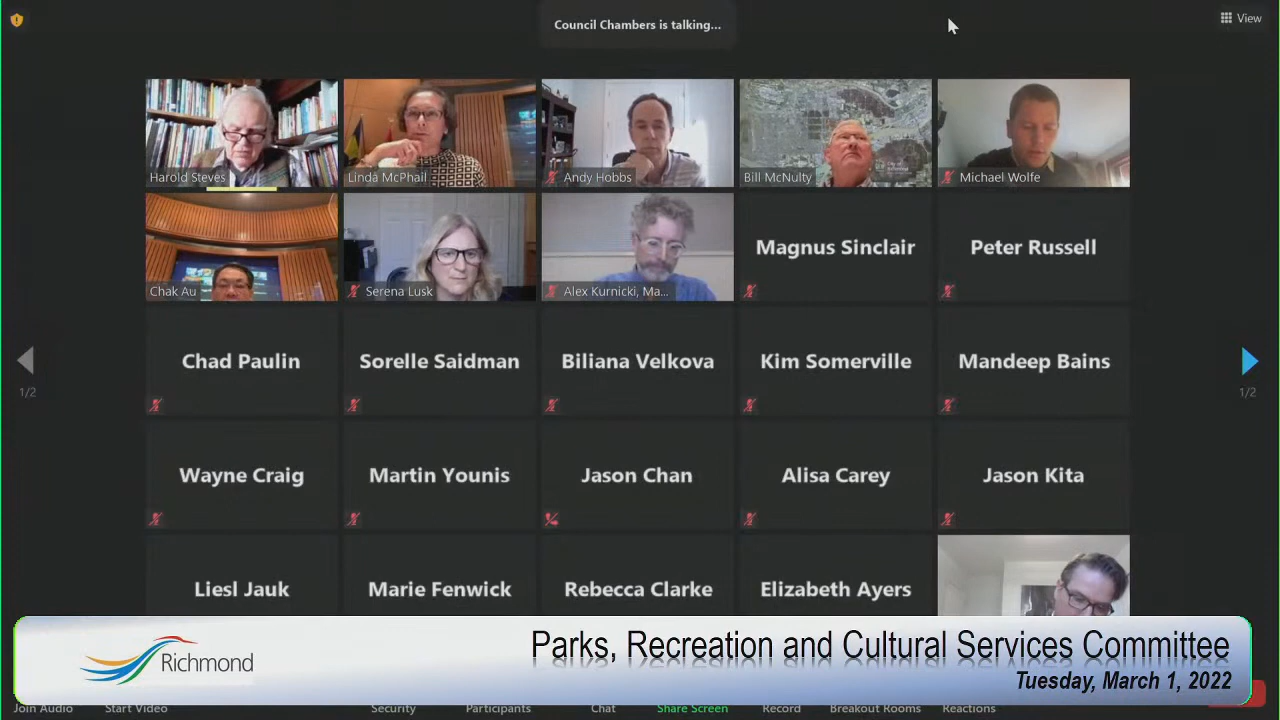 Council Chambers is talking...
View
Harold Steves
Linda McPhail
Andy Hobbs
Bill McNulty
Michael Wolfe
Chak Au
Serena Lusk
Alex Kurnicki, Ma...
Magnus Sinclair
Peter Russell
Chad Paulin
Sorelle Saidman
Biliana Velkova
Kim Somerville
Mandeep Bains
1/2
1/2
Wayne Craig
Martin Younis
Jason Chan
Alisa Carey
Jason Kita
Liesl Jauk
Marie Fenwick
Rebecca Clarke
Elizabeth Ayers
Richmond
Parks, Recreation and Cultural Services Committee
Tuesday, March 1, 2022
Join Audio
Start Video
Security
Participants
Chat
Share Screen
Record
Breakout Rooms
Reactions